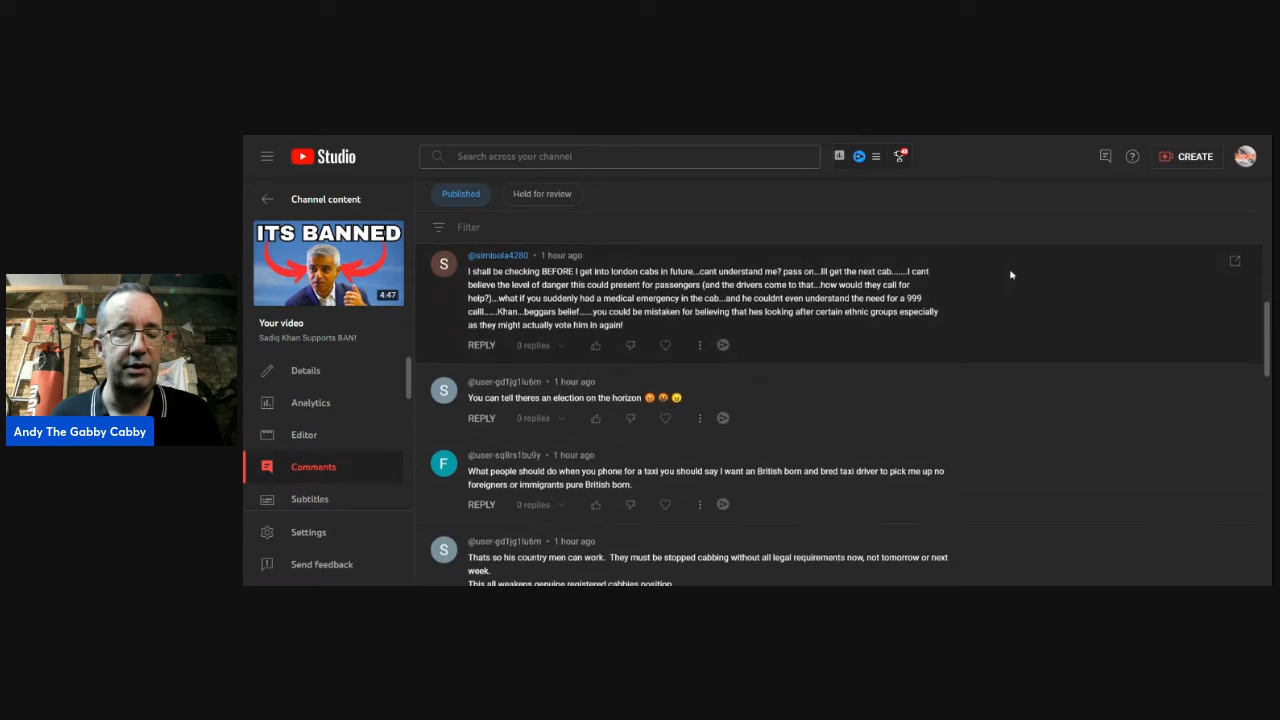 Studio
Search across your channel
CREATE
Channel content
ITS BANNED
4:47
Your video
Sadiq Khan Supports BAN!
Details
Analytics
Editor
Comments
Subtitles
Settings
Send feedback
Published
Held for review
Filter
S
@simisola4280 • 1 hour ago
I shall be checking BEFORE I get into london cabs in future...cant understand me? pass on...Ill get the next cab.......I cant
believe the level of danger this could present for passengers (and the drivers come to that...how would they call for
help?)...what if you suddenly had a medical emergency in the cab...and he couldnt even understand the need for a 999
calll......Khan...beggars belief......you could be mistaken for believing that hes looking after certain ethnic groups especially
as they might actually vote him in again!
REPLY 0 replies
S
@user-gd1jg1lu6m • 1 hour ago
You can tell theres an election on the horizon 😡 🤬 😠
REPLY 0 replies
F
@user-sq8rs1bu9y • 1 hour ago
What people should do when you phone for a taxi you should say I want an British born and bred taxi driver to pick me up no
foreigners or immigrants pure British born.
REPLY 0 replies
S
@user-gd1jg1lu6m • 1 hour ago
Thats so his country men can work. They must be stopped cabbing without all legal requirements now, not tomorrow or next
week.
This all weakens genuine registered cabbies position
Andy The Gabby Cabby